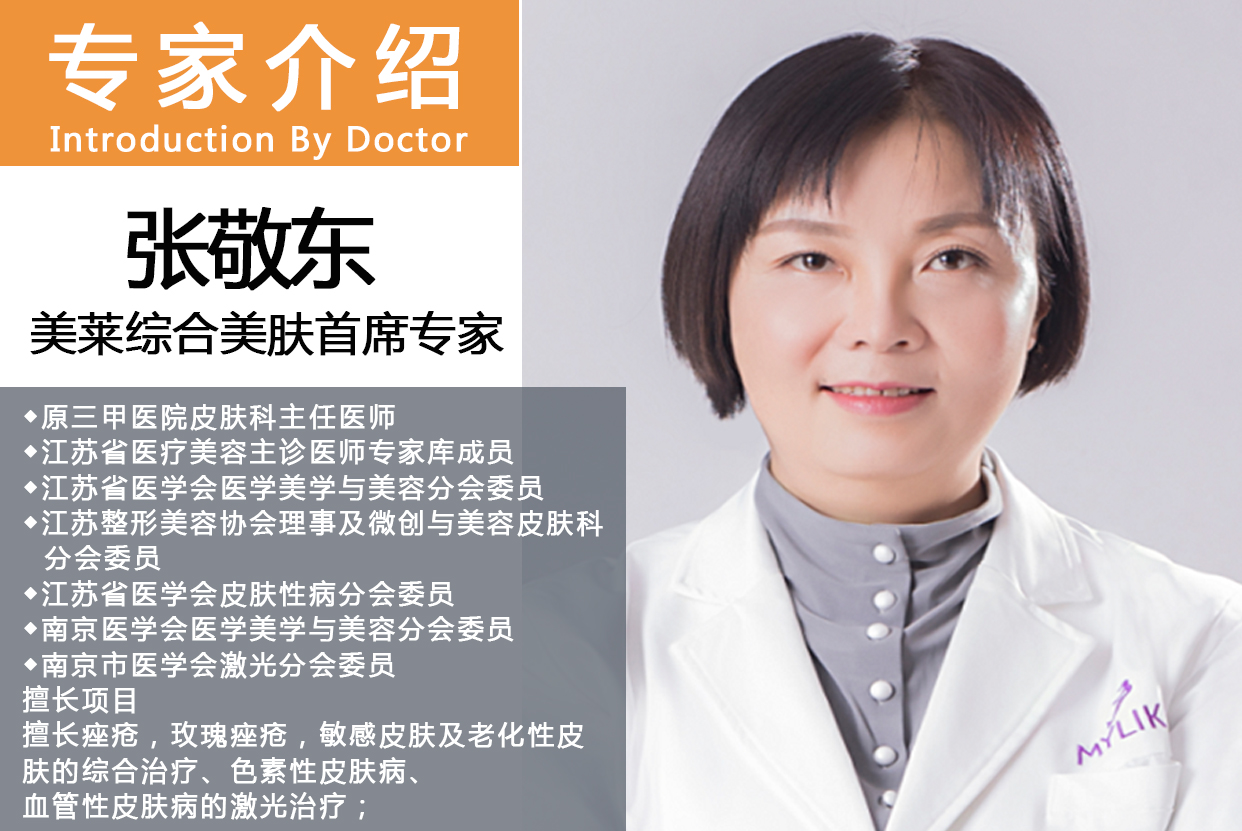 专家介绍
Introduction By Doctor
张敬东
美莱综合美肤首席专家
◆原三甲医院皮肤科主任医师
◆江苏省医疗美容主诊医师专家库成员
◆江苏省医学会医学美学与美容分会委员
◆江苏整形美容协会理事及微创与美容皮肤科
分会委员
◆江苏省医学会皮肤性病分会委员
◆南京医学会医学美学与美容分会委员
◆南京市医学会激光分会委员
擅长项目
擅长痤疮，玫瑰痤疮，敏感皮肤及老化性皮
肤的综合治疗、色素性皮肤病、
血管性皮肤病的激光治疗；
MYLIK